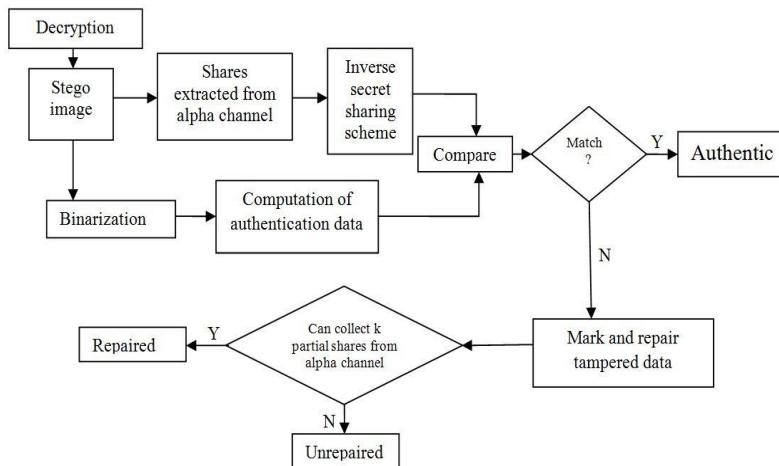 Decryption
Stego
image
Shares
extracted from
alpha channel
Inverse
secret
sharing
scheme
Compare
Match
?
Y
Authentic
Binarization
Computation of
authentication data
N
Mark and repair
tampered data
Can collect k
partial shares from
alpha channel
Y
Repaired
N
Unrepaired